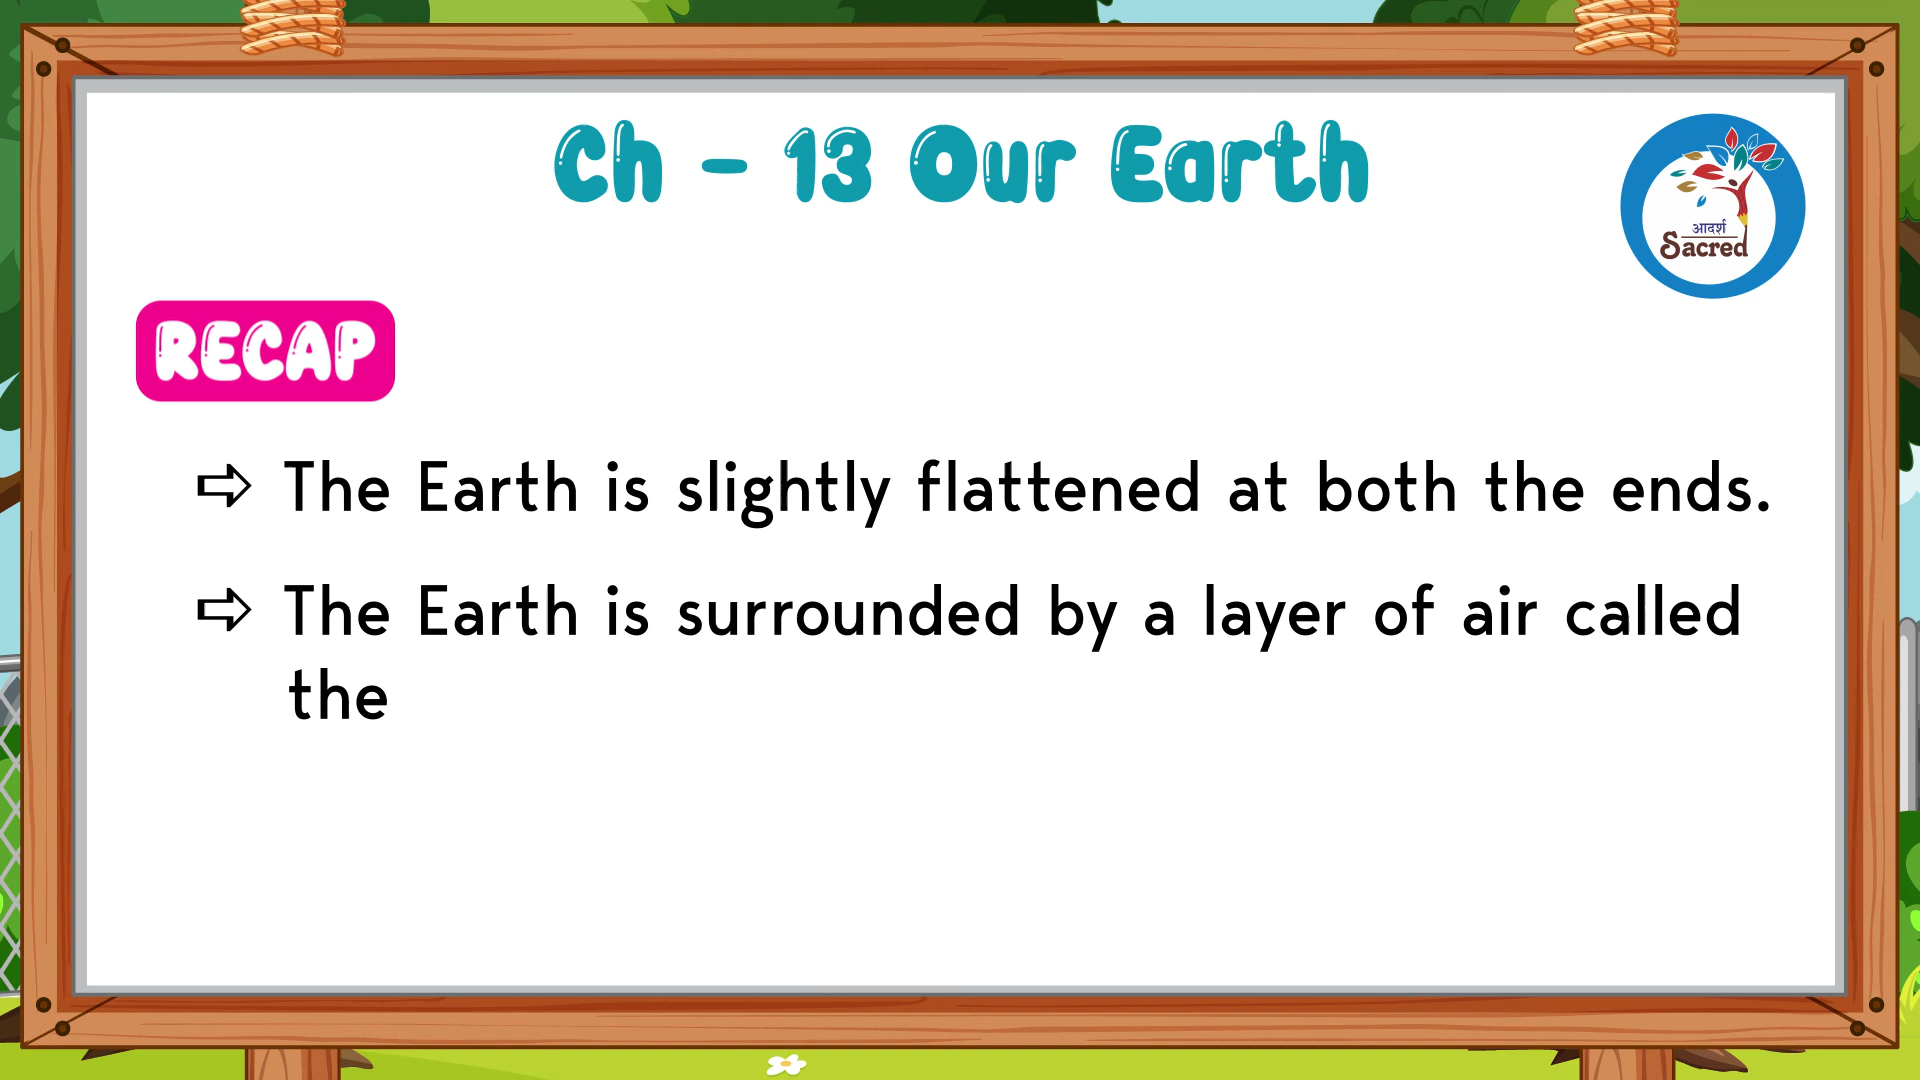 Ch - 13 Our Earth
आदर्श
Sacred
RECAP
⇨ The Earth is slightly flattened at both the ends.
⇨ The Earth is surrounded by a layer of air called
the